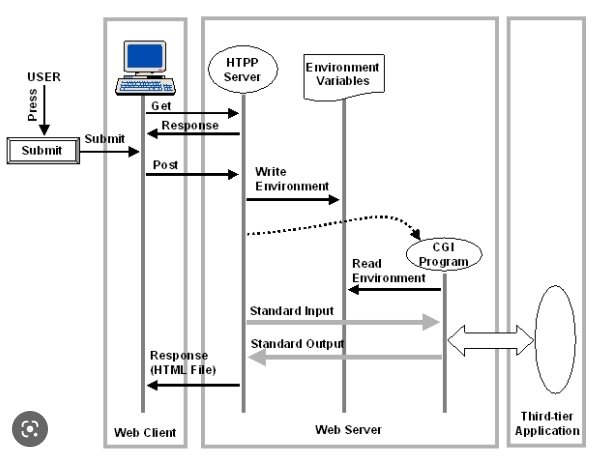 HTPP
Server
Environment
Variables
USER
Press
Submit
Submit
Get
Response
Post
Write
Environment
CGI
Program
Read
Environment
Standard Input
Standard Output
Response
(HTML File)
Web Client
Web Server
Third-tier
Application